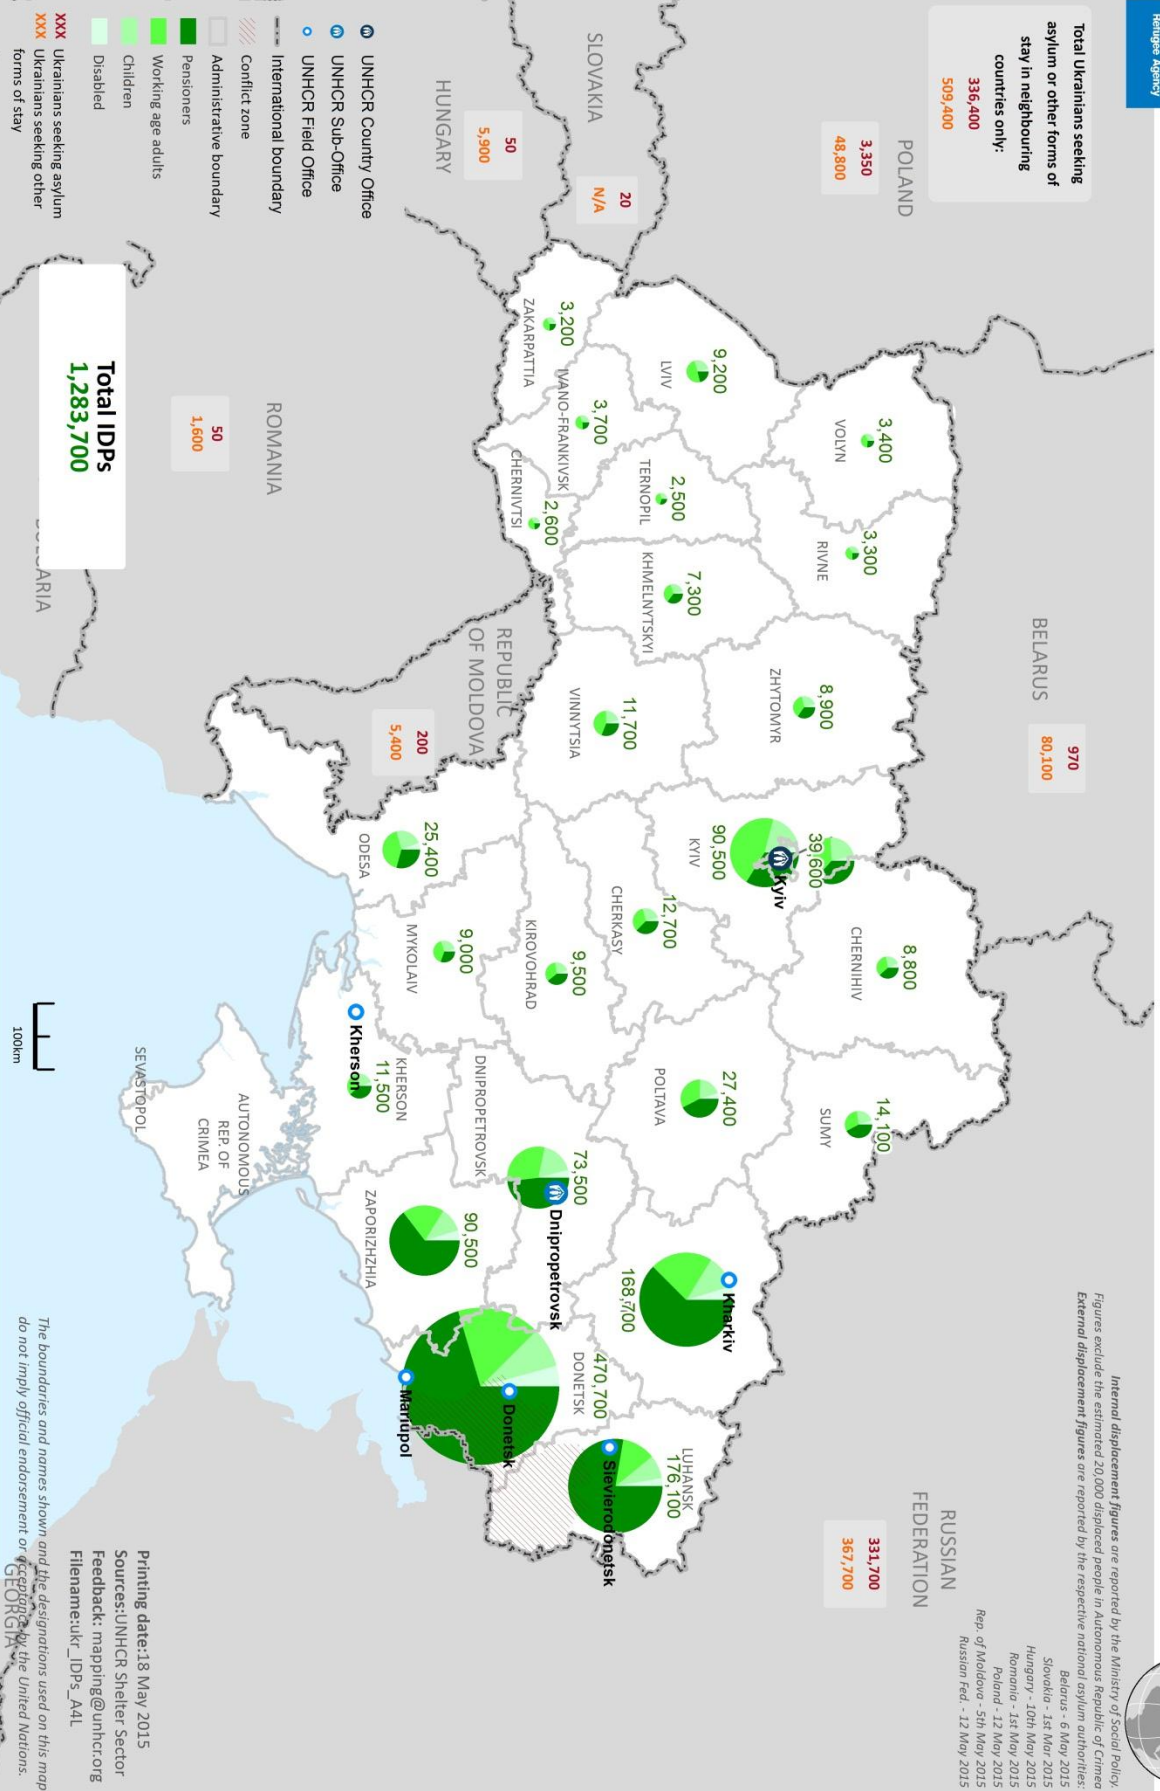 Refugee Agency
Total Ukrainians seeking
asylum or other forms of
stay in neighbouring
countries only:
336,400
509,400
Internal displacement figures are reported by the Ministry of Social Policy.
Figures exclude the estimated 20,000 displaced people in Autonomous Republic of Crimea
External displacement figures are reported by the respective national asylum authorities:
Belarus - 6 May 2015
Slovakia - 1st Mar 2015
Hungary - 10th May 2015
Romania - 1st May 2015
Poland - 12 May 2015
Rep. of Moldova - 5th May 2015
Russian Fed. - 12 May 2015
BELARUS
970
80,100
POLAND
3,350
48,800
RUSSIAN
FEDERATION
331,700
367,700
SLOVAKIA
20
N/A
HUNGARY
50
5,900
REPUBLIC
OF MOLDOVA
200
5,400
ROMANIA
50
1,600
BULGARIA
GEORGIA
3,400
VOLYN
3,300
RIVNE
8,900
ZHYTOMYR
39,600
Kyiv
90,500
KYIV
8,800
CHERNIHIV
14,100
SUMY
9,200
LVIV
2,500
TERNOPIL
7,300
KHMELNYTSKYI
11,700
VINNYTSIA
12,700
CHERKASY
27,400
POLTAVA
Kharkiv
168,700
3,200
ZAKARPATTIA
3,700
IVANO-FRANKIVSK
2,600
CHERNIVTSI
9,500
KIROVOHRAD
73,500
Dnipropetrovsk
DNIPROPETROVSK
470,700
DONETSK
Donetsk
Mariupol
LUHANSK
176,100
Sievierodonetsk
25,400
ODESA
9,000
MYKOLAIV
Kherson
KHERSON
11,500
90,500
ZAPORIZHZHIA
AUTONOMOUS
REP. OF
CRIMEA
SEVASTOPOL
UNHCR Country Office
UNHCR Sub-Office
UNHCR Field Office
International boundary
Administrative boundary
Conflict zone
Pensioners
Working age adults
Children
Disabled
XXX Ukrainians seeking asylum
XXX Ukrainians seeking other
forms of stay
Total IDPs
1,283,700
100km
Printing date:18 May 2015
Sources:UNHCR Shelter Sector
Feedback: mapping@unhcr.org
Filename:ukr_IDPs_A4L
The boundaries and names shown and the designations used on this map
do not imply official endorsement or acceptance by the United Nations.